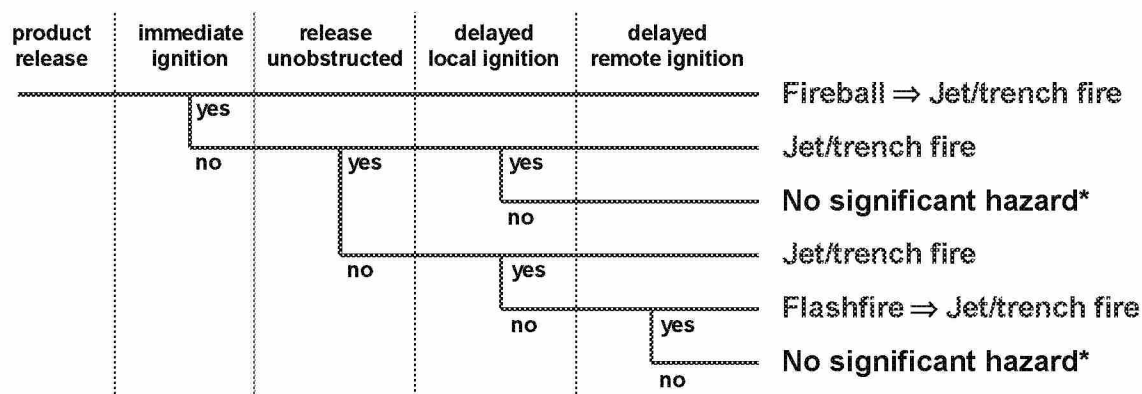 product release
immediate ignition
release unobstructed
delayed local ignition
delayed remote ignition
yes
Fireball ⇒ Jet/trench fire
no
yes
yes
Jet/trench fire
no
No significant hazard*
no
yes
Jet/trench fire
no
yes
Flashfire ⇒ Jet/trench fire
no
No significant hazard*